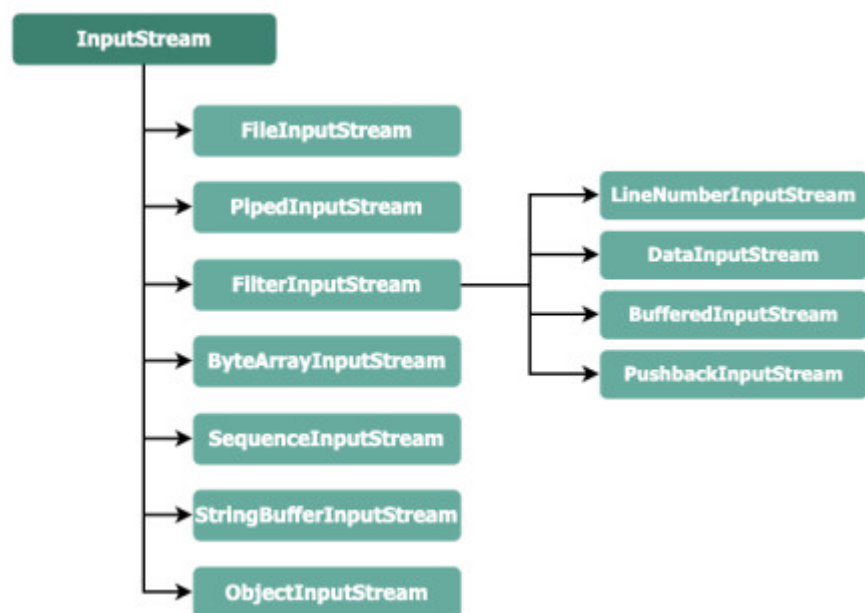 InputStream
FileInputStream
PipedInputStream
FilterInputStream
ByteArrayInputStream
SequenceInputStream
StringBufferInputStream
ObjectInputStream
LineNumberInputStream
DataInputStream
BufferedInputStream
PushbackInputStream